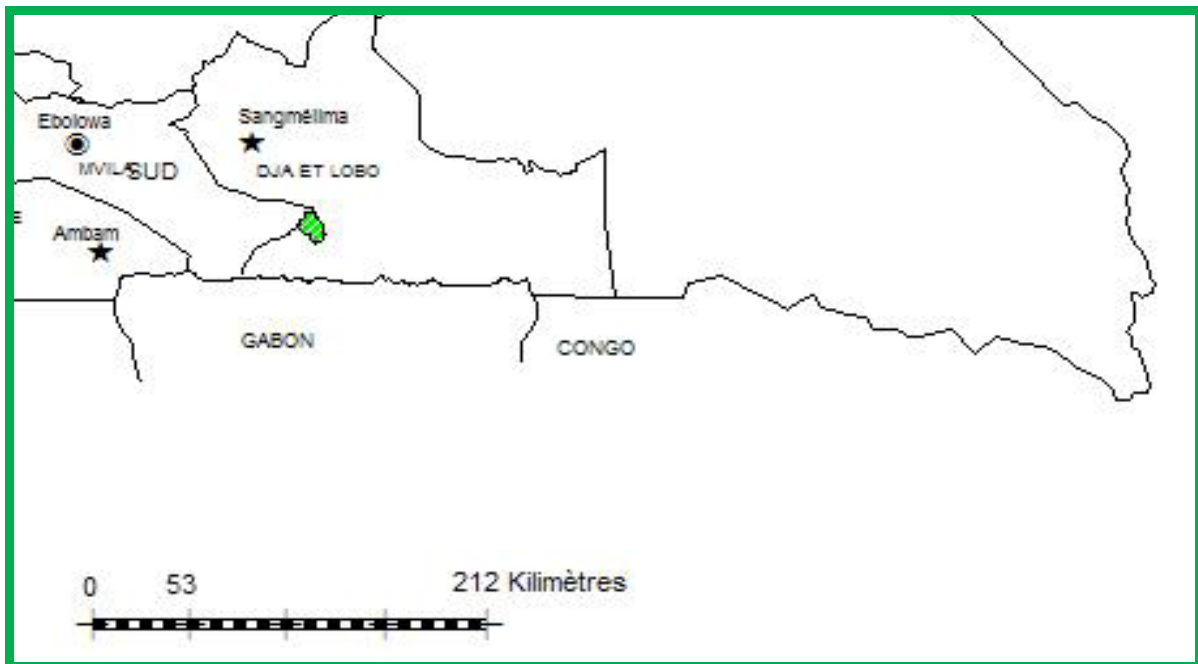 Ebolowa
Sangmélima
MVILA
SUD
DJA ET LOBO
E
Ambam
GABON
CONGO
0 53 212 Kilimètres